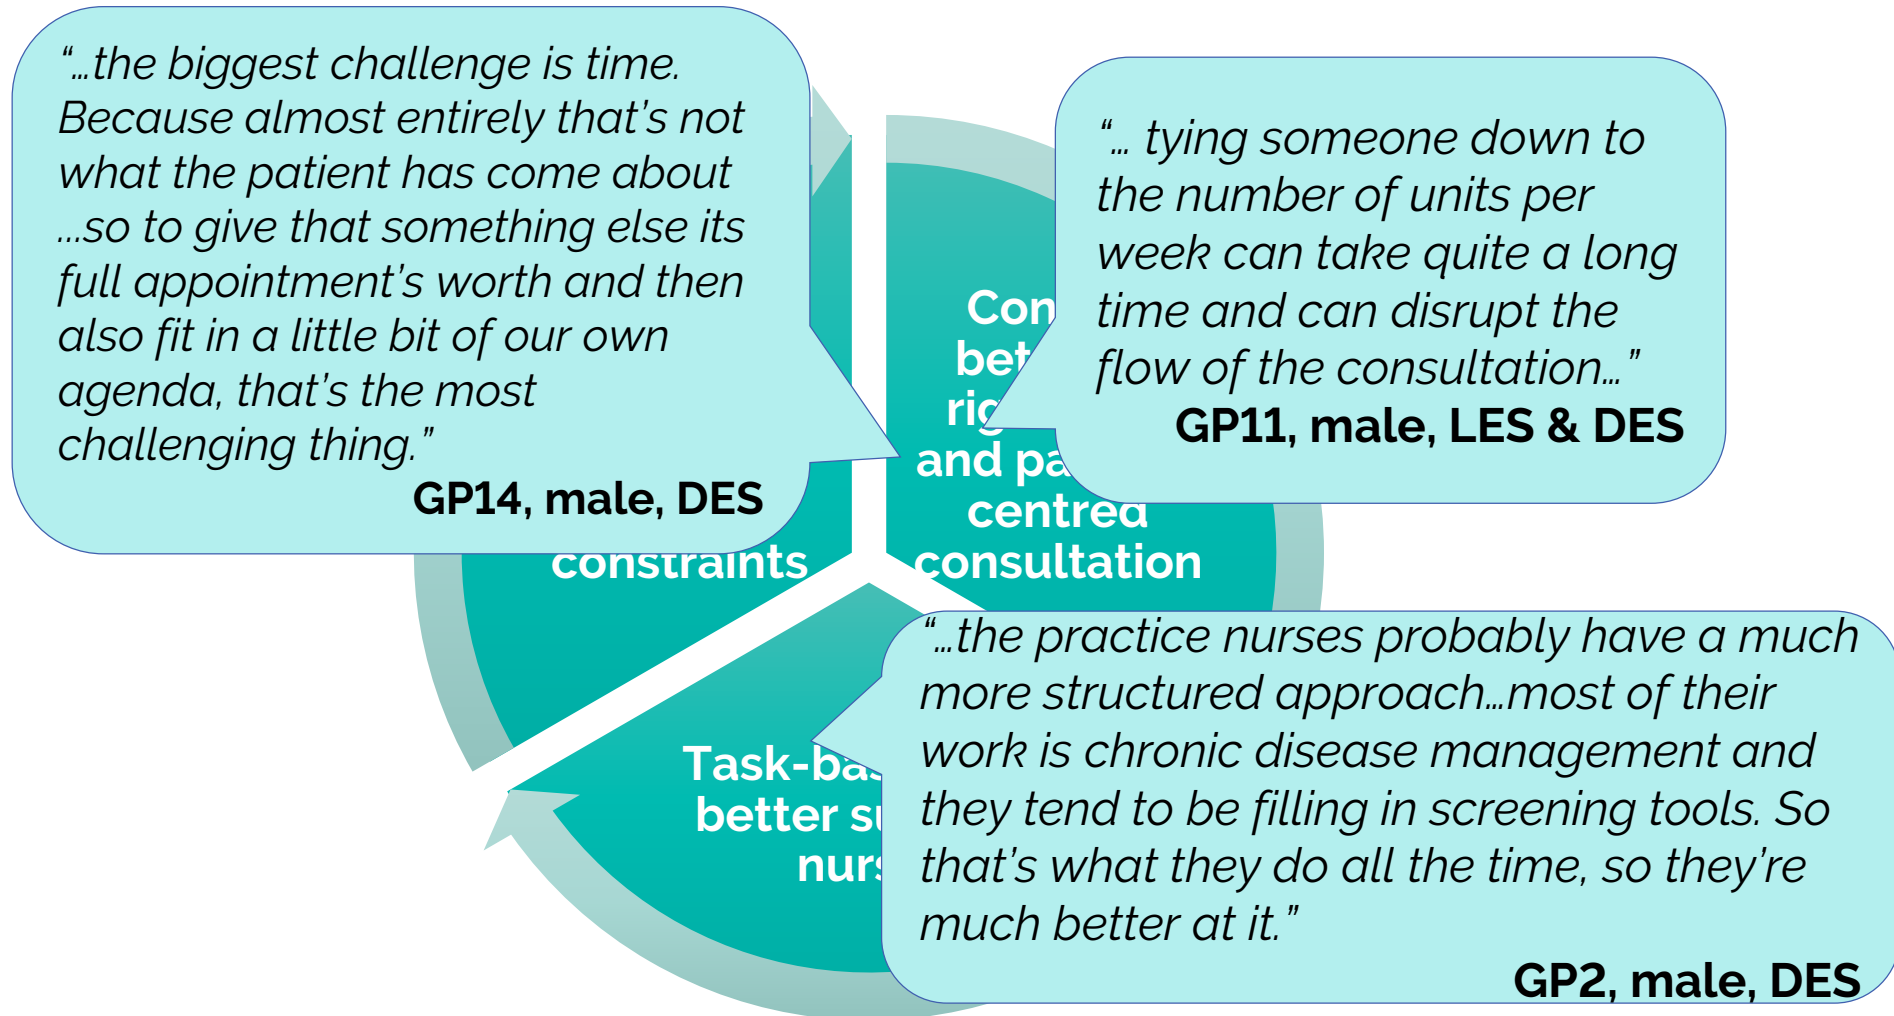 “…the biggest challenge is time.
Because almost entirely that’s not
what the patient has come about
…so to give that something else its
full appointment’s worth and then
also fit in a little bit of our own
agenda, that’s the most
challenging thing.”
GP14, male, DES
“… tying someone down to
the number of units per
week can take quite a long
time and can disrupt the
flow of the consultation…”
GP11, male, LES & DES
constraints
and
centred
consultation
“…the practice nurses probably have a much
more structured approach…most of their
work is chronic disease management and
they tend to be filling in screening tools. So
that’s what they do all the time, so they’re
much better at it.”
GP2, male, DES
better